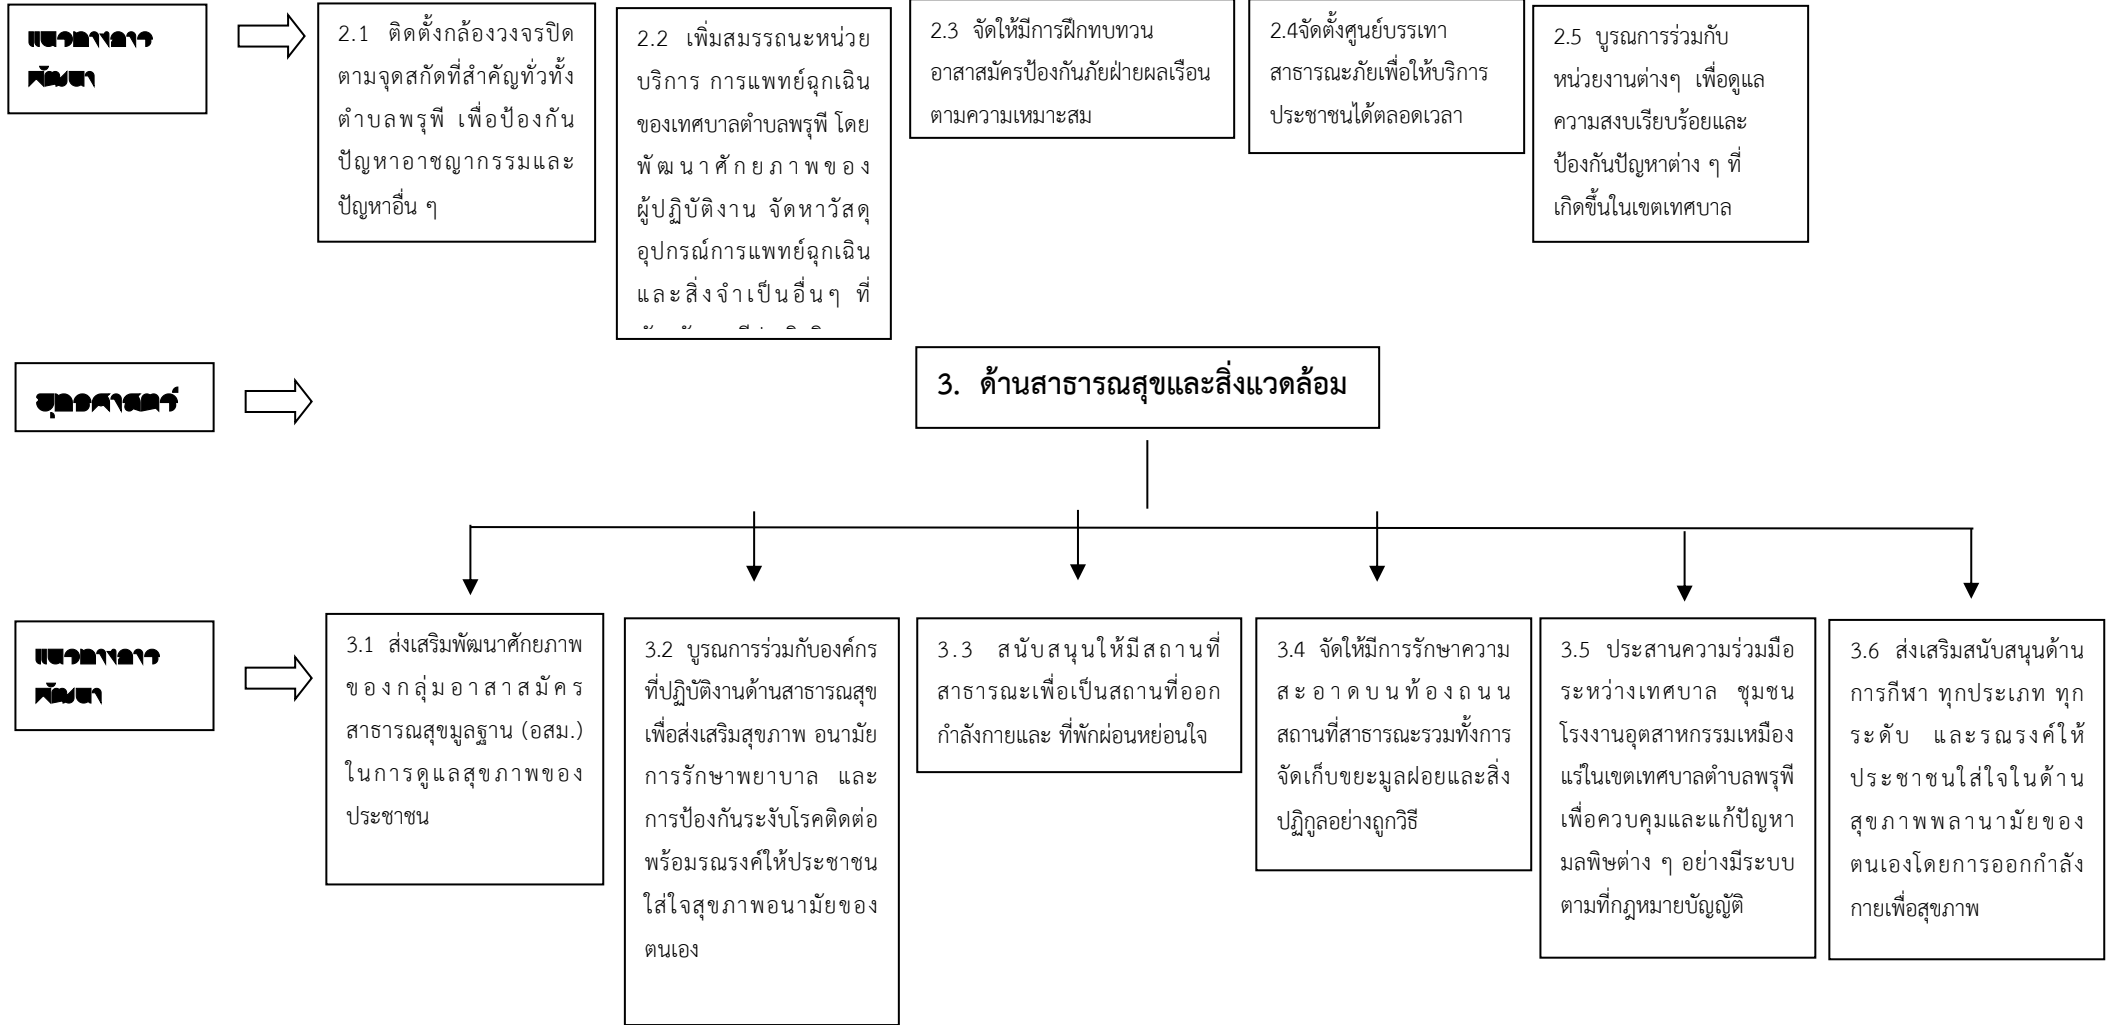 แนวทางการ
พัฒนา
2.1 ติดตั้งกล้องวงจรปิด
ตามจุดสกัดที่สำคัญทั่วทั้ง
ตำบลพรุพี เพื่อป้องกัน
ปัญหาอาชญากรรมและ
ปัญหาอื่น ๆ
2.2 เพิ่มสมรรถนะหน่วย
บริการ การแพทย์ฉุกเฉิน
ของเทศบาลตำบลพรุพี โดย
พัฒนาศักยภาพของ
ผู้ปฏิบัติงาน จัดหาวัสดุ
อุปกรณ์การแพทย์ฉุกเฉิน
และสิ่งจำเป็นอื่นๆ ที่
2.3 จัดให้มีการฝึกทบทวน
อาสาสมัครป้องกันภัยฝ่ายผลเรือน
ตามความเหมาะสม
2.4จัดตั้งศูนย์บรรเทา
สาธารณะภัยเพื่อให้บริการ
ประชาชนได้ตลอดเวลา
2.5 บูรณการร่วมกับ
หน่วยงานต่างๆ เพื่อดูแล
ความสงบเรียบร้อยและ
ป้องกันปัญหาต่าง ๆ ที่
เกิดขึ้นในเขตเทศบาล
ยุทธศาสตร์
3. ด้านสาธารณสุขและสิ่งแวดล้อม
แนวทางการ
พัฒนา
3.1 ส่งเสริมพัฒนาศักยภาพ
ของกลุ่มอาสาสมัคร
สาธารณสุขมูลฐาน (อสม.)
ในการดูแลสุขภาพของ
ประชาชน
3.2 บูรณการร่วมกับองค์กร
ที่ปฏิบัติงานด้านสาธารณสุข
เพื่อส่งเสริมสุขภาพ อนามัย
การรักษาพยาบาล และ
การป้องกันระงับโรคติดต่อ
พร้อมรณรงค์ให้ประชาชน
ใส่ใจสุขภาพอนามัยของ
ตนเอง
3.3 สนับสนุนให้มีสถานที่
สาธารณะเพื่อเป็นสถานที่ออก
กำลังกายและ ที่พักผ่อนหย่อนใจ
3.4 จัดให้มีการรักษาความ
สะอาดบนท้องถนน
สถานที่สาธารณะรวมทั้งการ
จัดเก็บขยะมูลฝอยและสิ่ง
ปฏิกูลอย่างถูกวิธี
3.5 ประสานความร่วมมือ
ระหว่างเทศบาล ชุมชน
โรงงานอุตสาหกรรมเหมือง
แร่ในเขตเทศบาลตำบลพรุพี
เพื่อควบคุมและแก้ปัญหา
มลพิษต่าง ๆ อย่างมีระบบ
ตามที่กฎหมายบัญญัติ
3.6 ส่งเสริมสนับสนุนด้าน
การกีฬา ทุกประเภท ทุก
ระดับ และรณรงค์ให้
ประชาชนใส่ใจในด้าน
สุขภาพพลานามัยของ
ตนเองโดยการออกกำลัง
กายเพื่อสุขภาพ